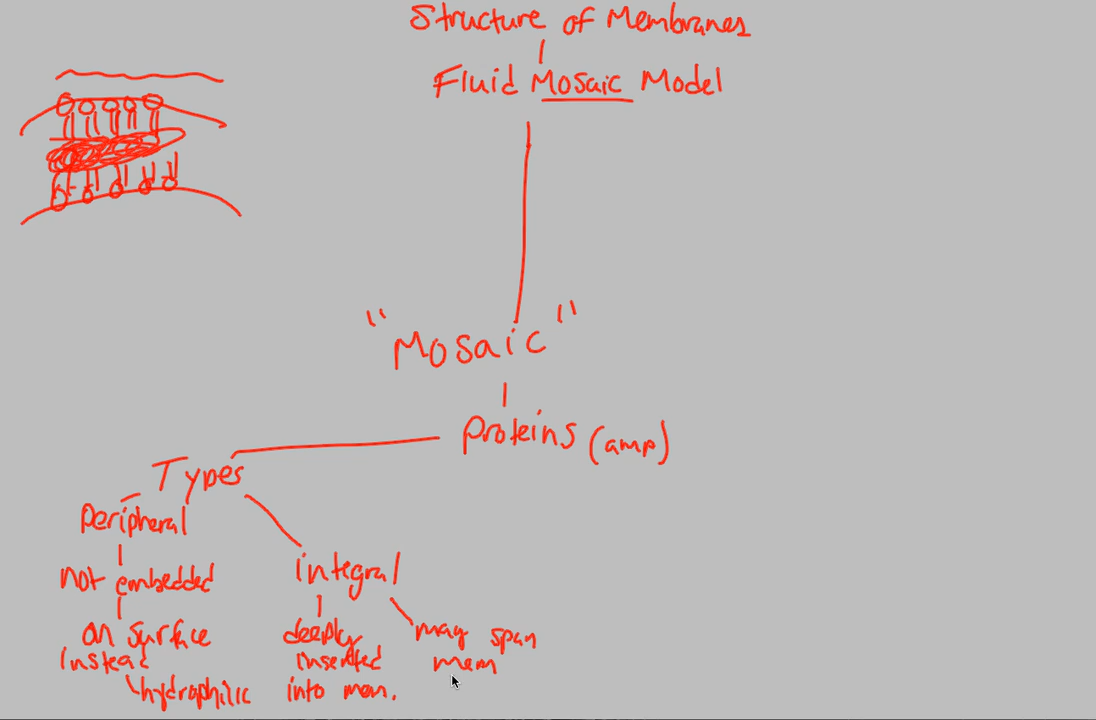 Structure of Membranes
Fluid Mosaic Model
"Mosaic"
Proteins (amp)
Types
Peripheral
not embedded
on surface
instead
hydrophilic
integral
deeply
inserted
into mem.
may span
mem